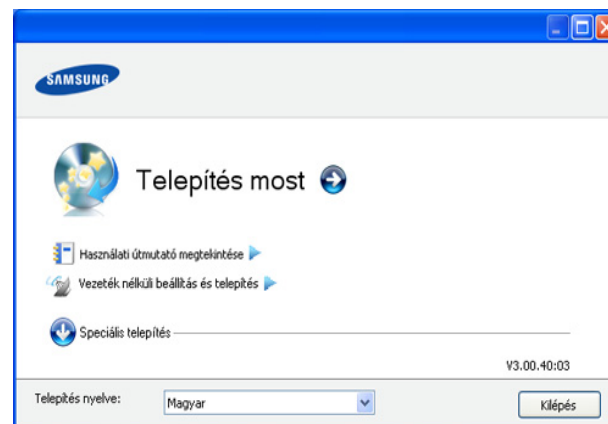 SAMSUNG
Telepítés most
Használati útmutató megtekintése
Vezeték nélküli beállítás és telepítés
Speciális telepítés
V3.00.40:03
Telepítés nyelve:
Magyar
Kilépés